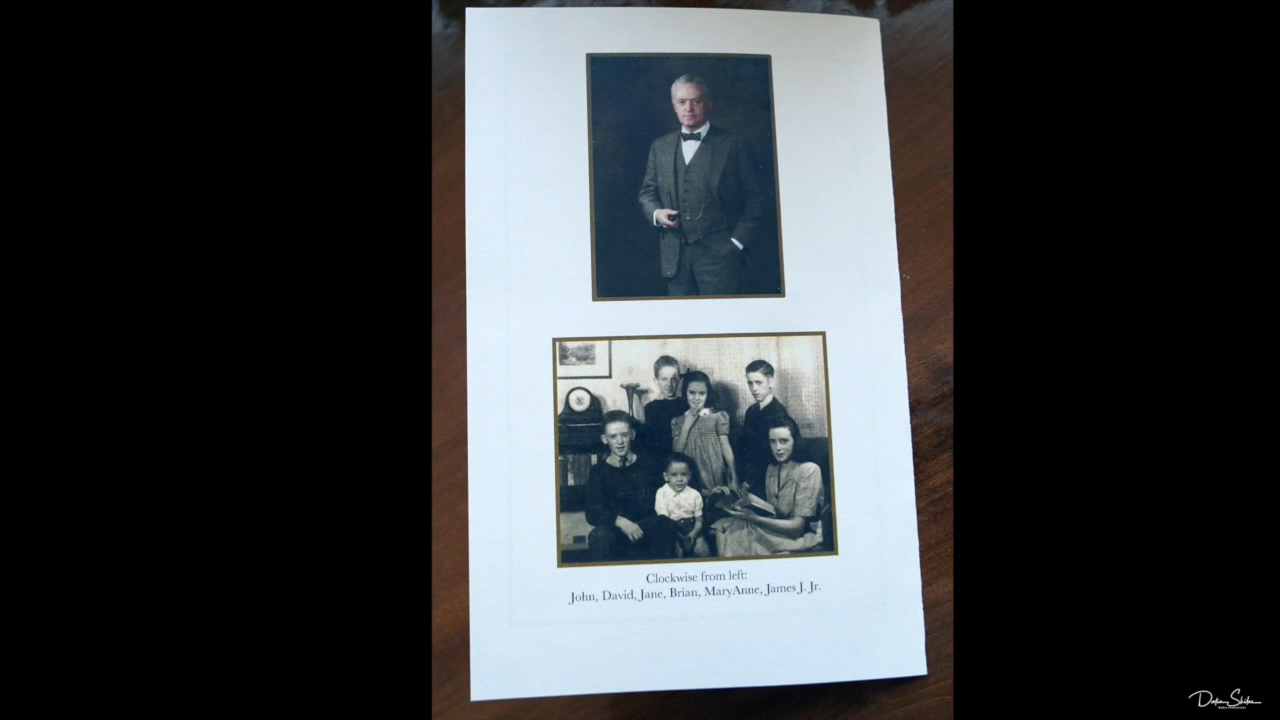 Clockwise from left:
John, David, Jane, Brian, MaryAnne, James J. Jr.